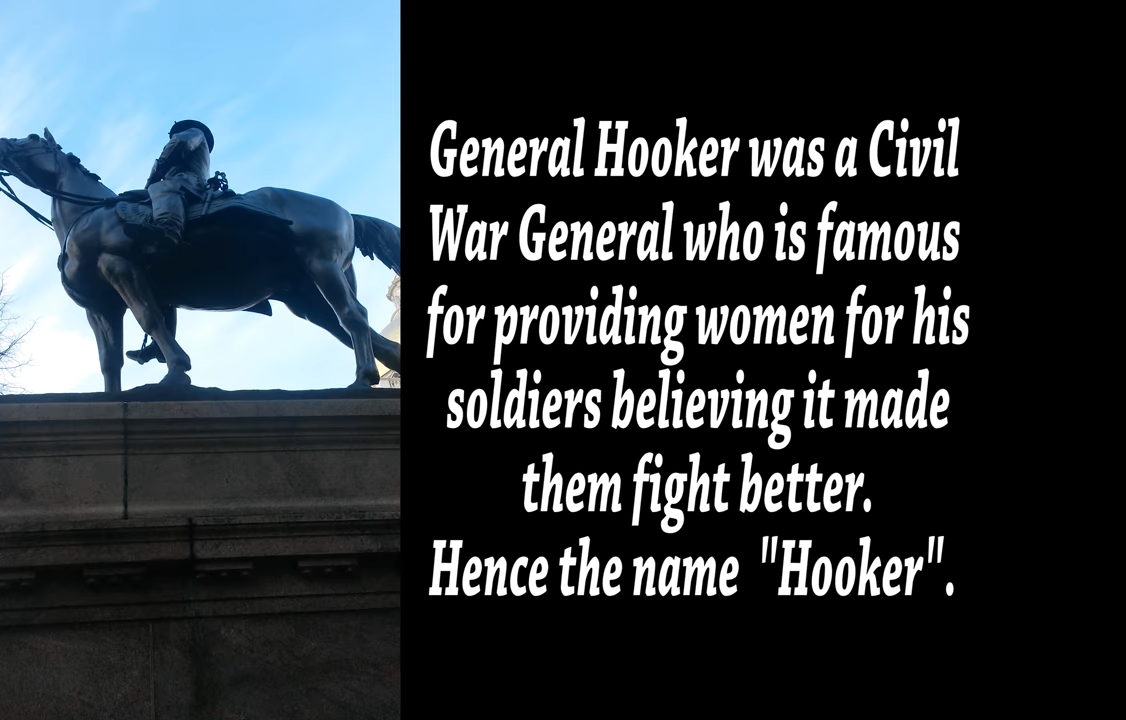 General Hooker was a Civil
War General who is famous
for providing women for his
soldiers believing it made
them fight better.
Hence the name "Hooker".